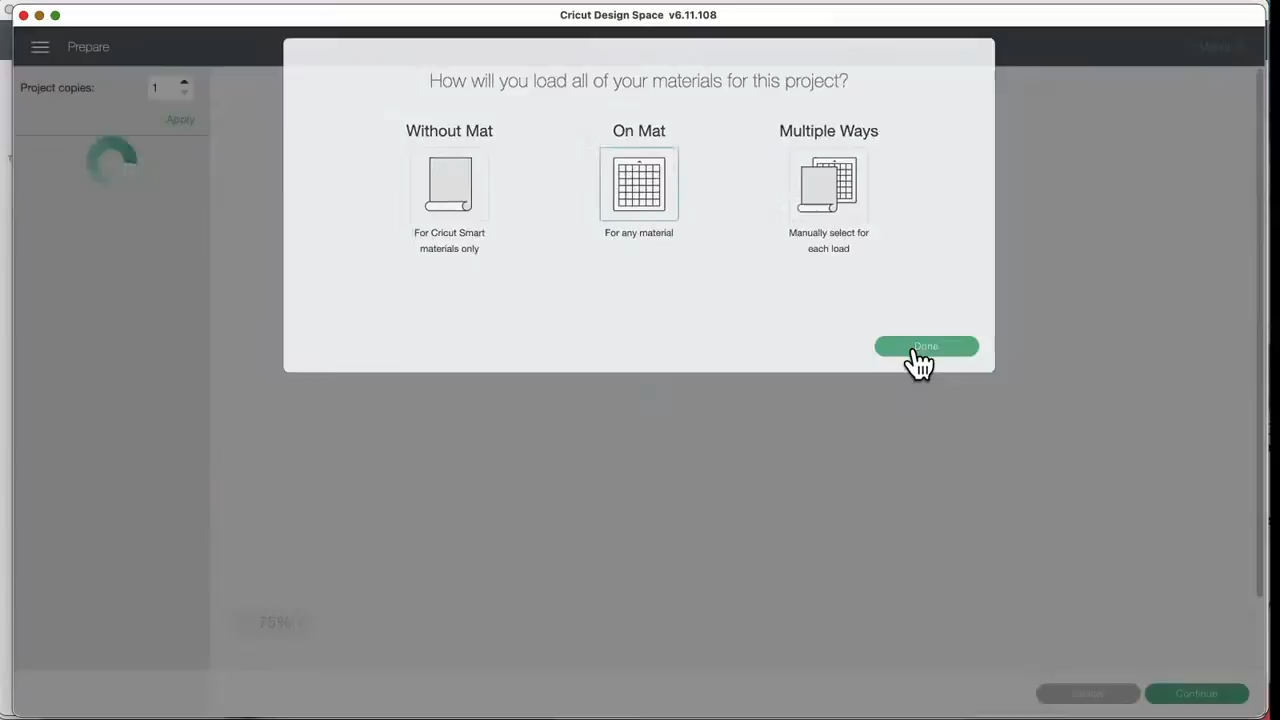 Cricut Design Space v6.11.108
Prepare
Project copies:
1
Apply
How will you load all of your materials for this project?
Without Mat
For Cricut Smart
materials only
On Mat
For any material
Multiple Ways
Manually select for
each load
Done
75%
Continue